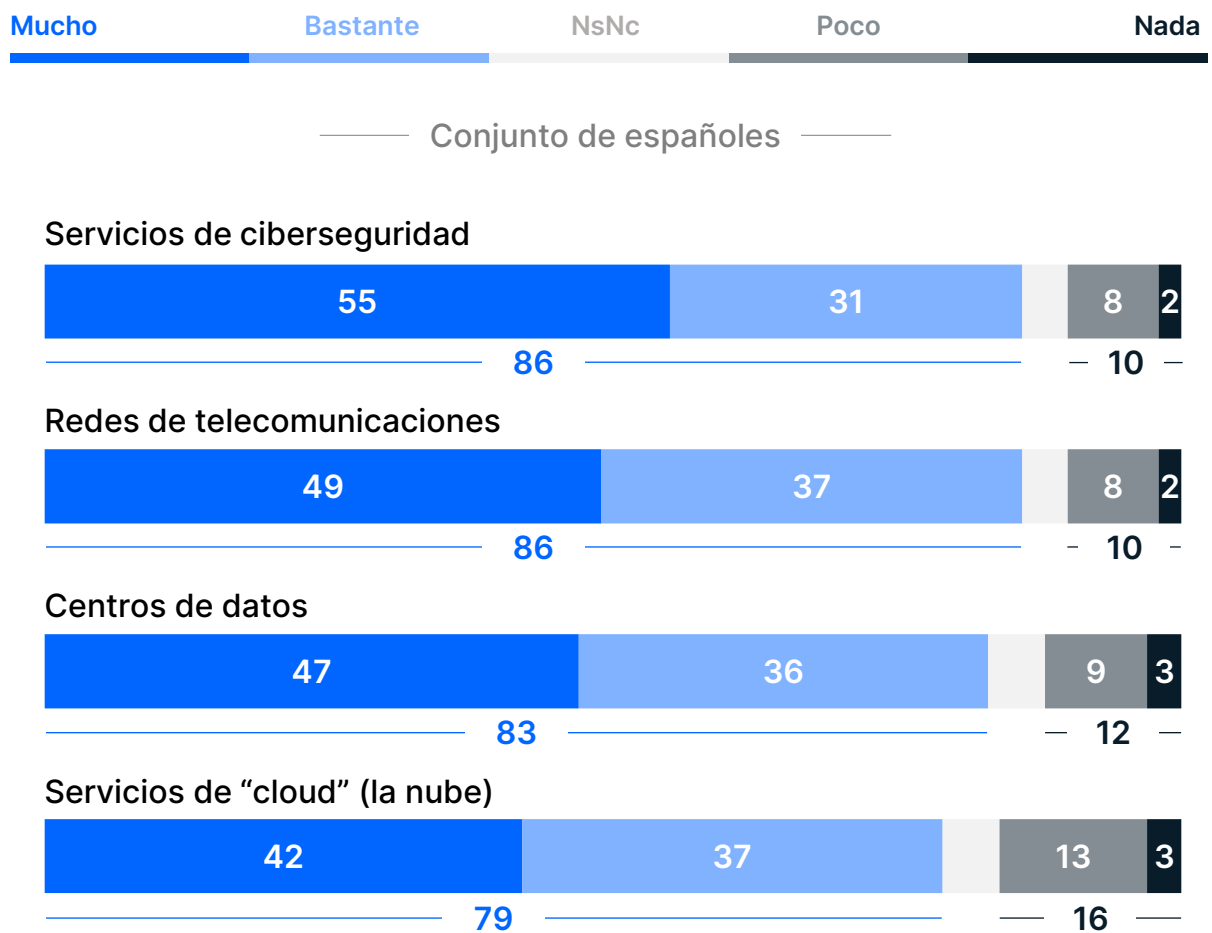 Mucho Bastante NsNc Poco Nada
Conjunto de españoles
Servicios de ciberseguridad
55 31 8 2
86 10
Redes de telecomunicaciones
49 37 8 2
86 10
Centros de datos
47 36 9 3
83 12
Servicios de “cloud” (la nube)
42 37 13 3
79 16